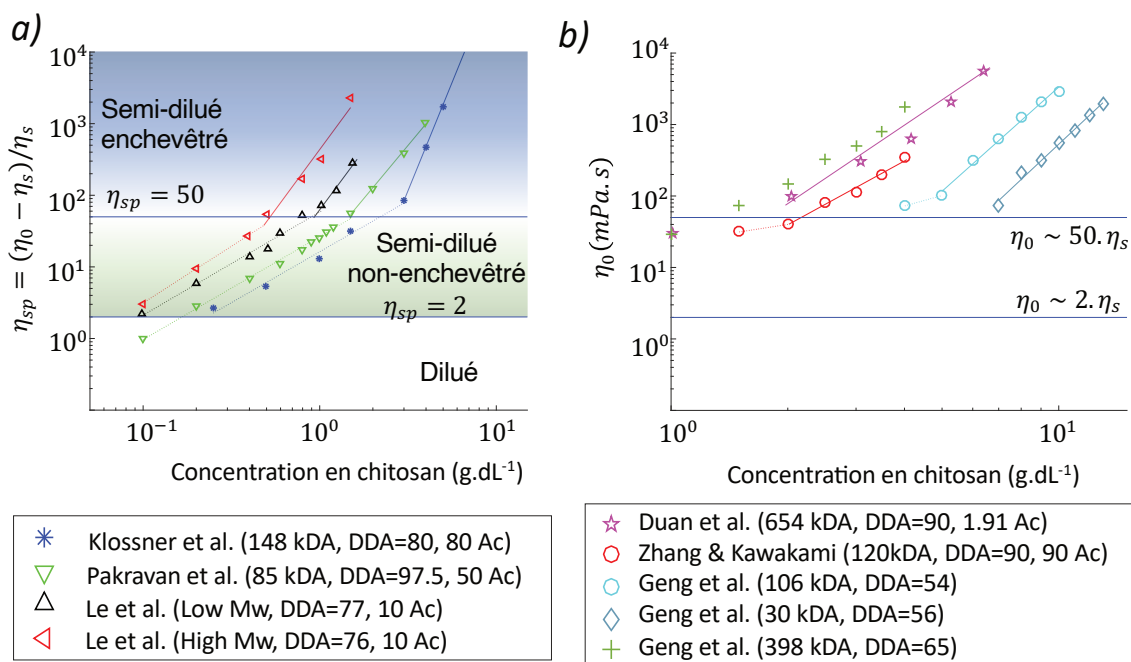 a)
10⁴
10³
10²
10¹
10⁰
η_sp = (η₀ − η_s)/η_s
Semi-dilué
enchevêtré
η_sp = 50
Semi-dilué
non-enchevêtré
η_sp = 2
Dilué
10⁻¹ 10⁰ 10¹
Concentration en chitosan (g.dL⁻¹)
Klossner et al. (148 kDA, DDA=80, 80 Ac)
Pakravan et al. (85 kDA, DDA=97.5, 50 Ac)
Le et al. (Low Mw, DDA=77, 10 Ac)
Le et al. (High Mw, DDA=76, 10 Ac)
b)
10⁴
10³
10²
10¹
10⁰
η₀ (mPa.s)
η₀ ~ 50.η_s
η₀ ~ 2.η_s
10⁰ 10¹
Concentration en chitosan (g.dL⁻¹)
Duan et al. (654 kDA, DDA=90, 1.91 Ac)
Zhang & Kawakami (120kDA, DDA=90, 90 Ac)
Geng et al. (106 kDA, DDA=54)
Geng et al. (30 kDA, DDA=56)
Geng et al. (398 kDA, DDA=65)